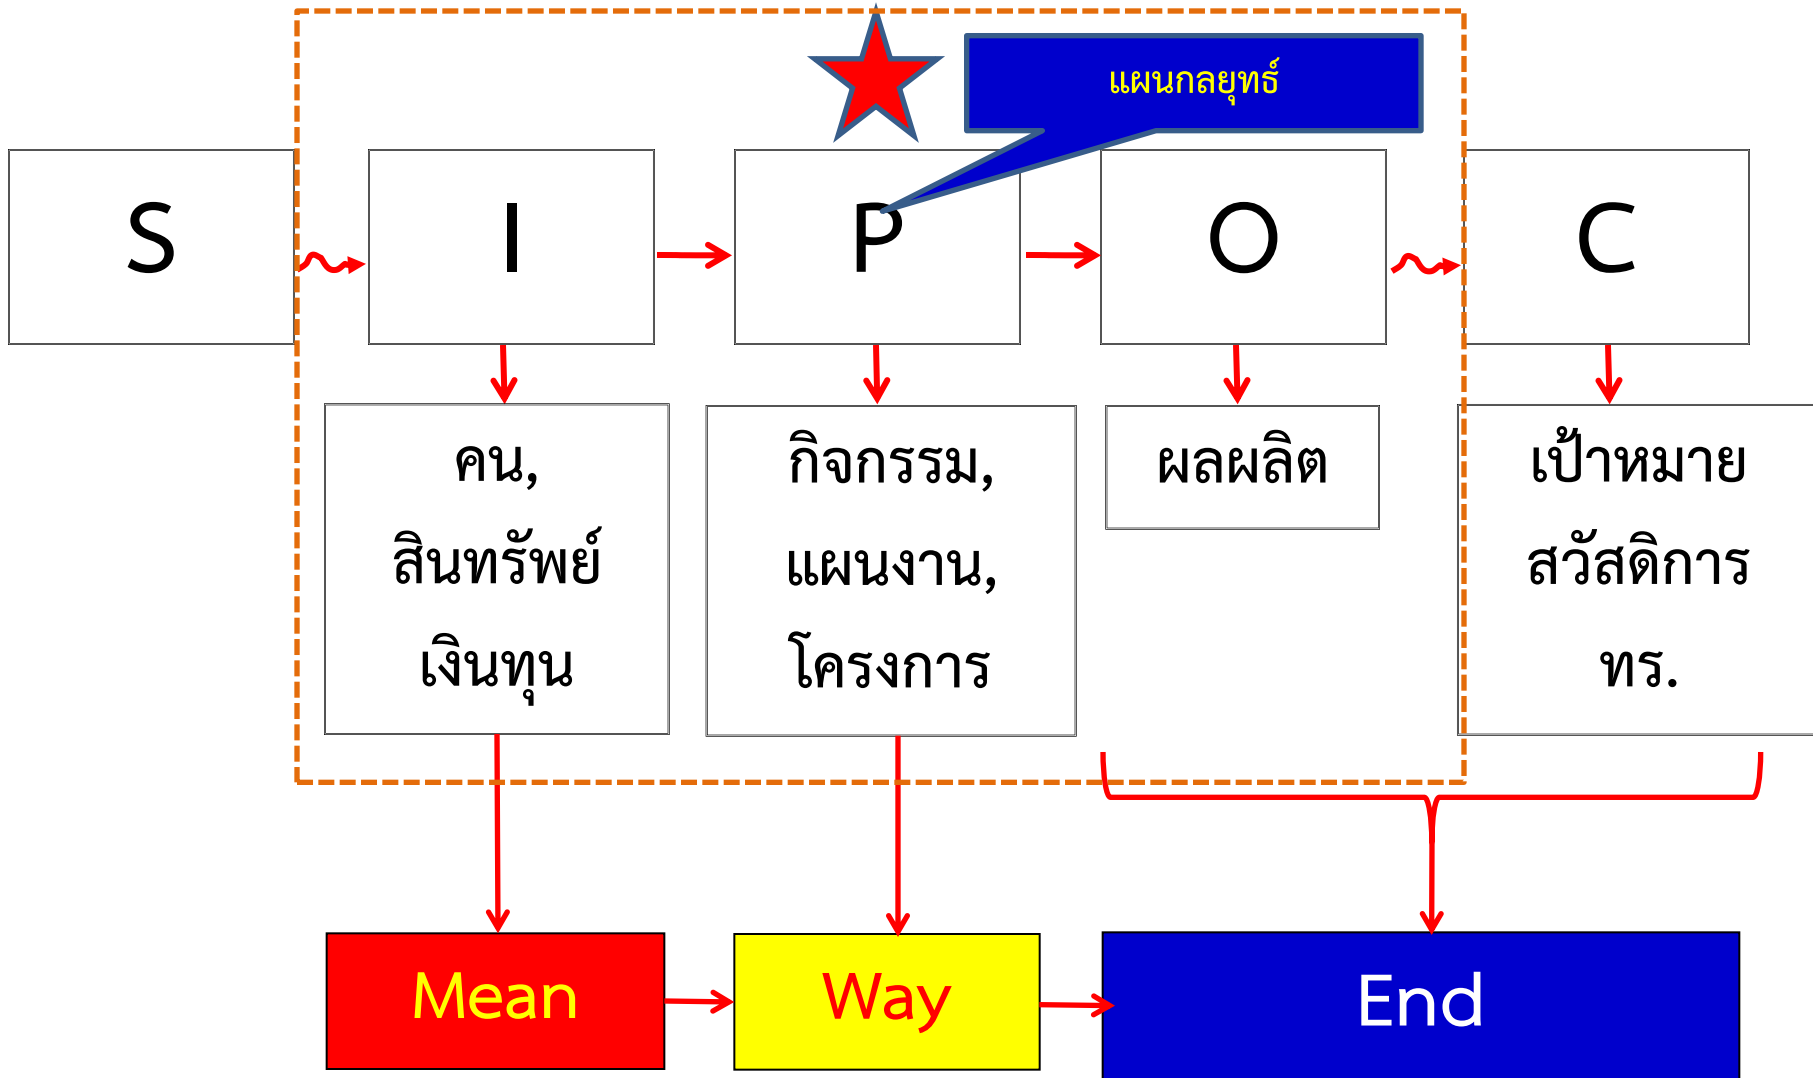 แผนกลยุทธ์
S
I
P
O
C
คน,
สินทรัพย์
เงินทุน
กิจกรรม,
แผนงาน,
โครงการ
ผลผลิต
เป้าหมาย
สวัสดิการ
ทร.
Mean
Way
End